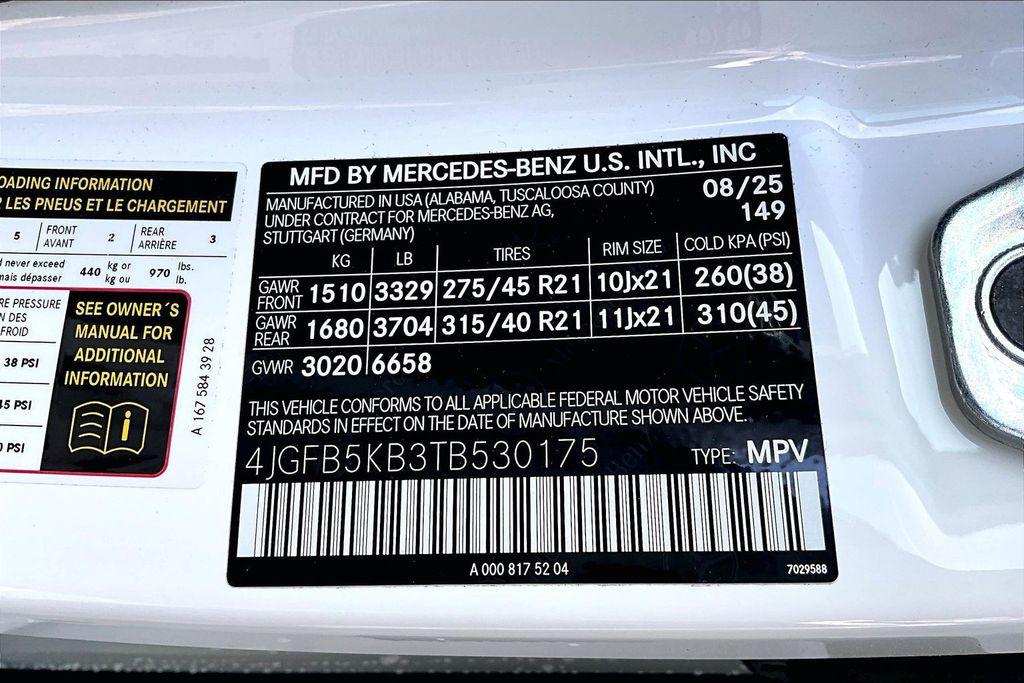 OADING INFORMATION
LES PNEUS ET LE CHARGEMENT
5 FRONT AVANT 2 REAR ARRIÈRE 3
d never exceed
mais dépasser 440 kg or kg ou 970 lbs. lb.
RE PRESSURE
N DES
FROID
38 PSI
45 PSI
0 PSI
SEE OWNER´S
MANUAL FOR
ADDITIONAL
INFORMATION
A 167 584 39 28
MFD BY MERCEDES-BENZ U.S. INTL., INC
MANUFACTURED IN USA (ALABAMA, TUSCALOOSA COUNTY) 08/25
UNDER CONTRACT FOR MERCEDES-BENZ AG, 149
STUTTGART (GERMANY)
KG LB TIRES RIM SIZE COLD KPA (PSI)
GAWR FRONT 1510 3329 275/45 R21 10Jx21 260(38)
GAWR REAR 1680 3704 315/40 R21 11Jx21 310(45)
GVWR 3020 6658
THIS VEHICLE CONFORMS TO ALL APPLICABLE FEDERAL MOTOR VEHICLE SAFETY
STANDARDS IN EFFECT ON THE DATE OF MANUFACTURE SHOWN ABOVE.
4JGFB5KB3TB530175 TYPE: MPV
A 000 817 52 04 7029588